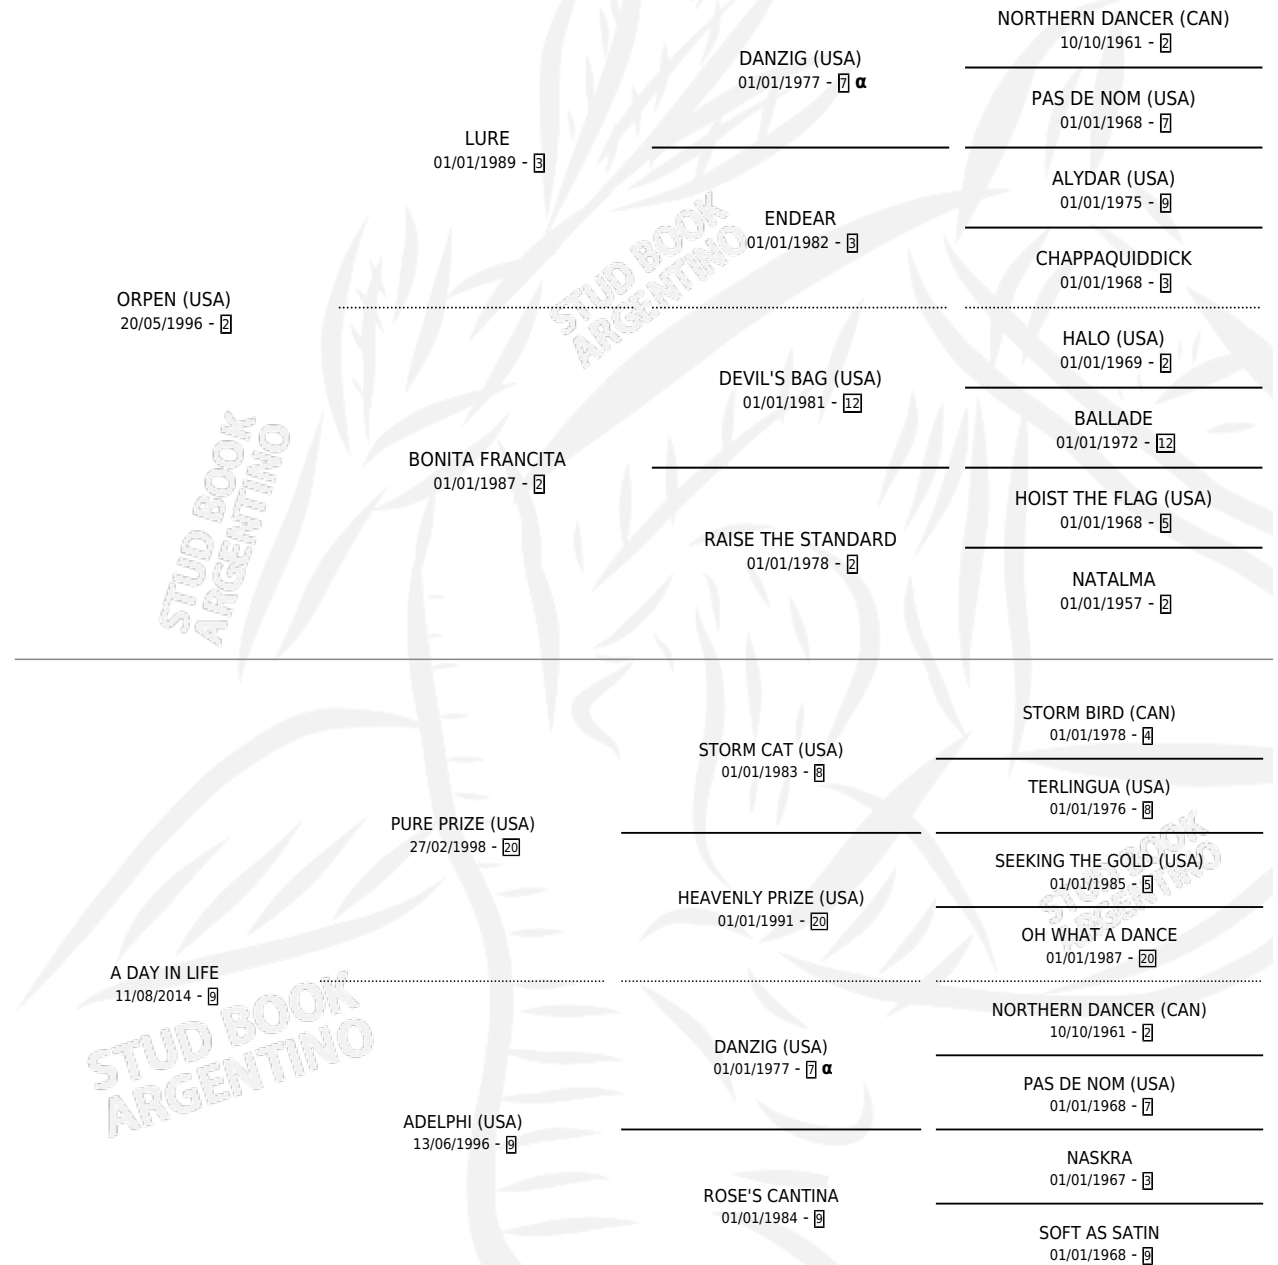 NORTHERN DANCER (CAN)
10/10/1961 - 2
DANZIG (USA)
01/01/1977 - 7 α
PAS DE NOM (USA)
01/01/1968 - 7
LURE
01/01/1989 - 3
ALYDAR (USA)
01/01/1975 - 9
ENDEAR
01/01/1982 - 3
CHAPPAQUIDDICK
01/01/1968 - 3
ORPEN (USA)
20/05/1996 - 2
HALO (USA)
01/01/1969 - 2
DEVIL'S BAG (USA)
01/01/1981 - 12
BALLADE
01/01/1972 - 12
BONITA FRANCITA
01/01/1987 - 2
HOIST THE FLAG (USA)
01/01/1968 - 5
RAISE THE STANDARD
01/01/1978 - 2
NATALMA
01/01/1957 - 2
STUD BOOK
ARGENTINO
STUD BOOK
ARGENTINO
STORM BIRD (CAN)
01/01/1978 - 4
STORM CAT (USA)
01/01/1983 - 8
TERLINGUA (USA)
01/01/1976 - 8
PURE PRIZE (USA)
27/02/1998 - 20
SEEKING THE GOLD (USA)
01/01/1985 - 5
HEAVENLY PRIZE (USA)
01/01/1991 - 20
OH WHAT A DANCE
01/01/1987 - 20
A DAY IN LIFE
11/08/2014 - 9
NORTHERN DANCER (CAN)
10/10/1961 - 2
DANZIG (USA)
01/01/1977 - 7 α
PAS DE NOM (USA)
01/01/1968 - 7
ADELPHI (USA)
13/06/1996 - 9
NASKRA
01/01/1967 - 3
ROSE'S CANTINA
01/01/1984 - 9
SOFT AS SATIN
01/01/1968 - 9
STUD BOOK
ARGENTINO
STUD BOOK
ARGENTINO